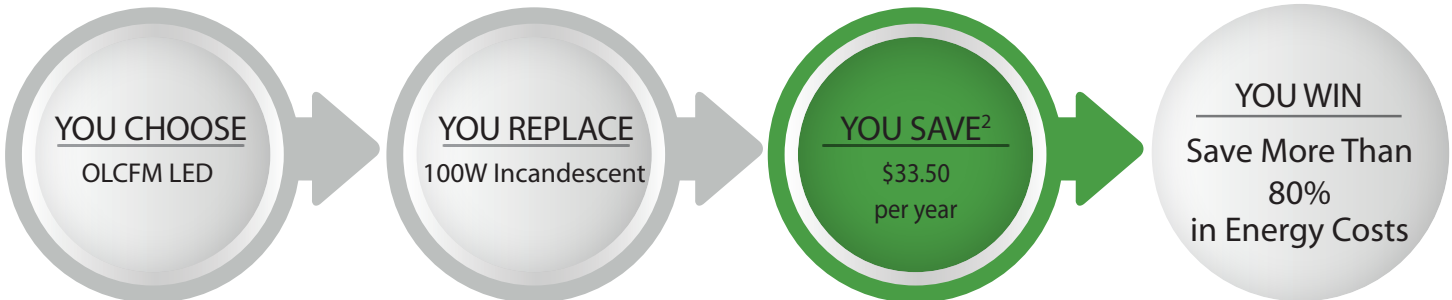 YOU CHOOSE
OLCFM LED
YOU REPLACE
100W Incandescent
YOU SAVE²
$33.50
per year
YOU WIN
Save More Than
80%
in Energy Costs